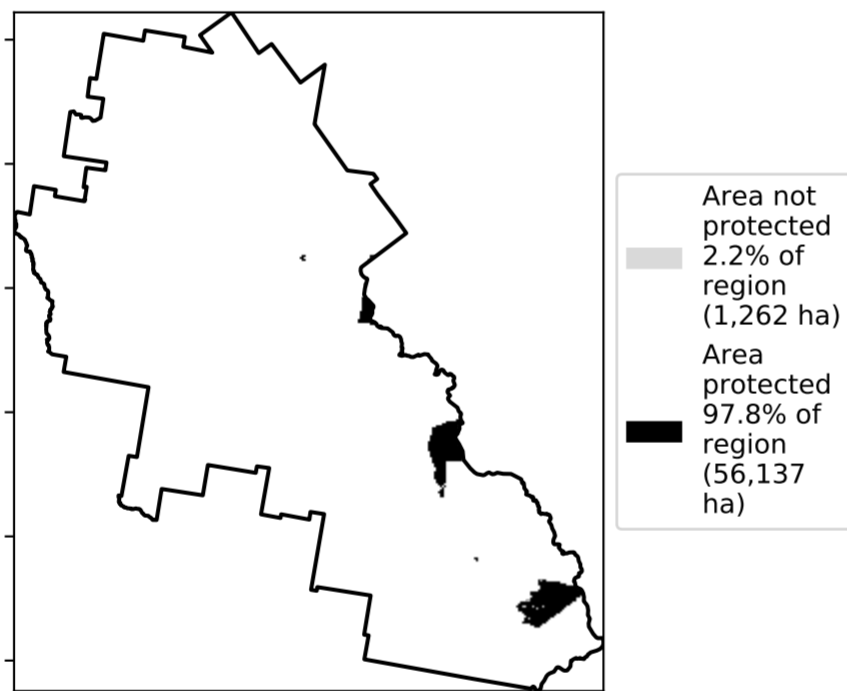 Area not
protected
2.2% of
region
(1,262 ha)
Area
protected
97.8% of
region
(56,137
ha)